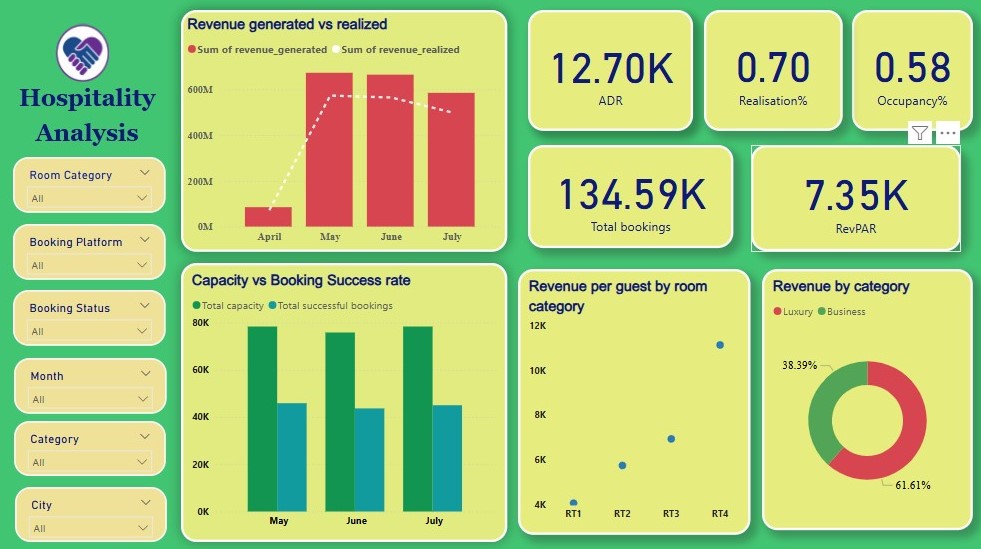 Hospitality
Analysis
Room Category
All
Booking Platform
All
Booking Status
All
Month
All
Category
All
City
All
Revenue generated vs realized
Sum of revenue_generated Sum of revenue_realized
600M
400M
200M
0M
April May June July
12.70K
ADR
0.70
Realisation%
0.58
Occupancy%
134.59K
Total bookings
7.35K
RevPAR
Capacity vs Booking Success rate
Total capacity Total successful bookings
80K
60K
40K
20K
0K
May June July
Revenue per guest by room
category
12K
10K
8K
6K
4K
RT1 RT2 RT3 RT4
Revenue by category
Luxury Business
38.39%
61.61%